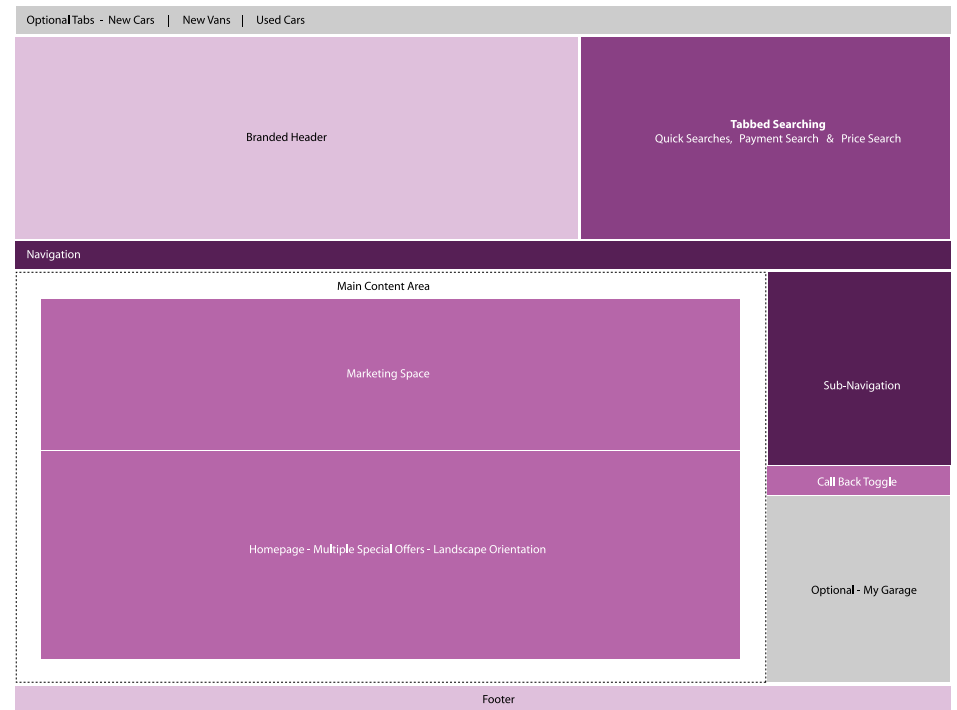 Optional Tabs - New Cars | New Vans | Used Cars
Branded Header
Tabbed Searching
Quick Searches, Payment Search & Price Search
Navigation
Main Content Area
Marketing Space
Sub-Navigation
Call Back Toggle
Homepage - Multiple Special Offers - Landscape Orientation
Optional - My Garage
Footer